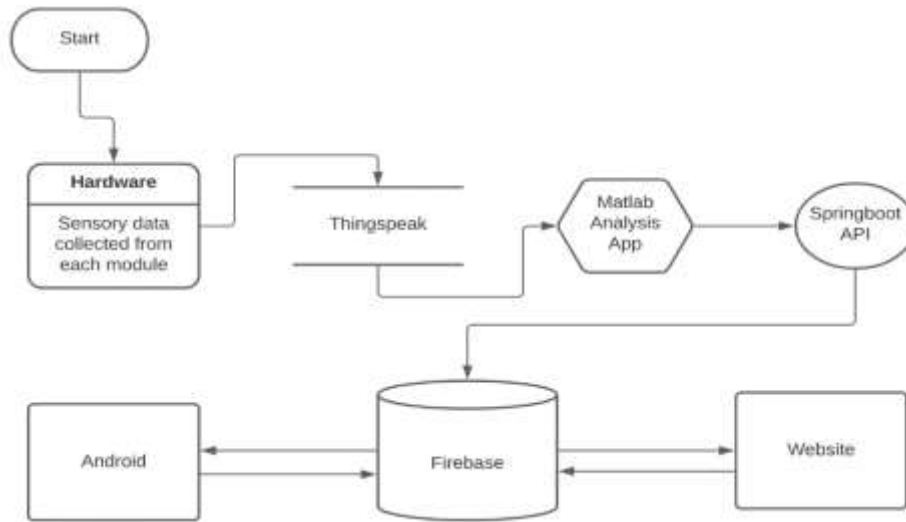 Start
Hardware
Sensory data
collected from
each module
Thingspeak
Matlab
Analysis
App
Springboot
API
Android
Firebase
Website